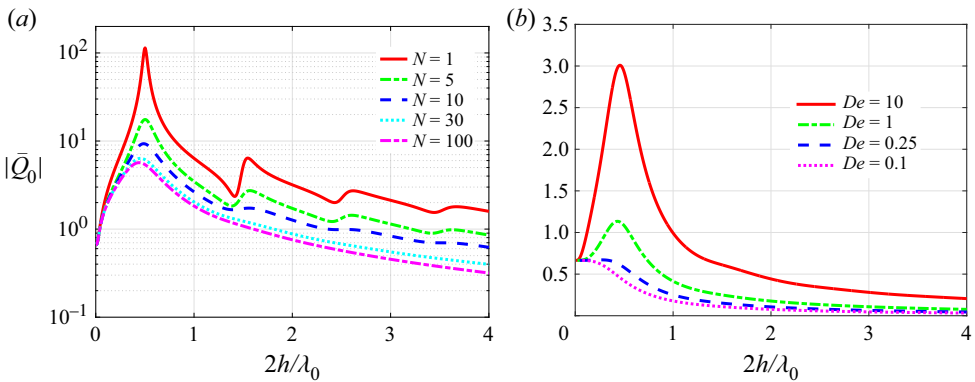 (a)
10²
10¹
10⁰
10⁻¹
|Q̄₀|
0
1
2
3
4
2h/λ₀
N = 1
N = 5
N = 10
N = 30
N = 100
(b)
3.5
3.0
2.5
2.0
1.5
1.0
0.5
0
1
2
3
4
2h/λ₀
De = 10
De = 1
De = 0.25
De = 0.1